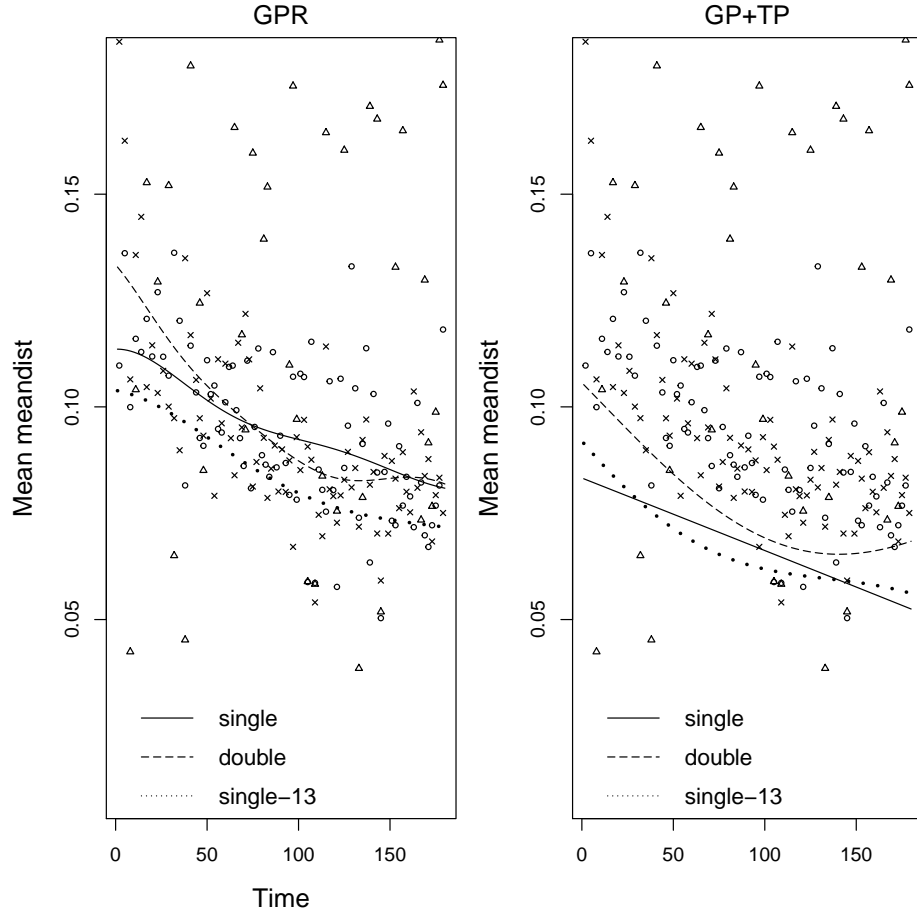 GPR
Mean meandist
0.15
0.10
0.05
single
double
single−13
0
50
100
150
Time
GP+TP
Mean meandist
0.15
0.10
0.05
single
double
single−13
0
50
100
150